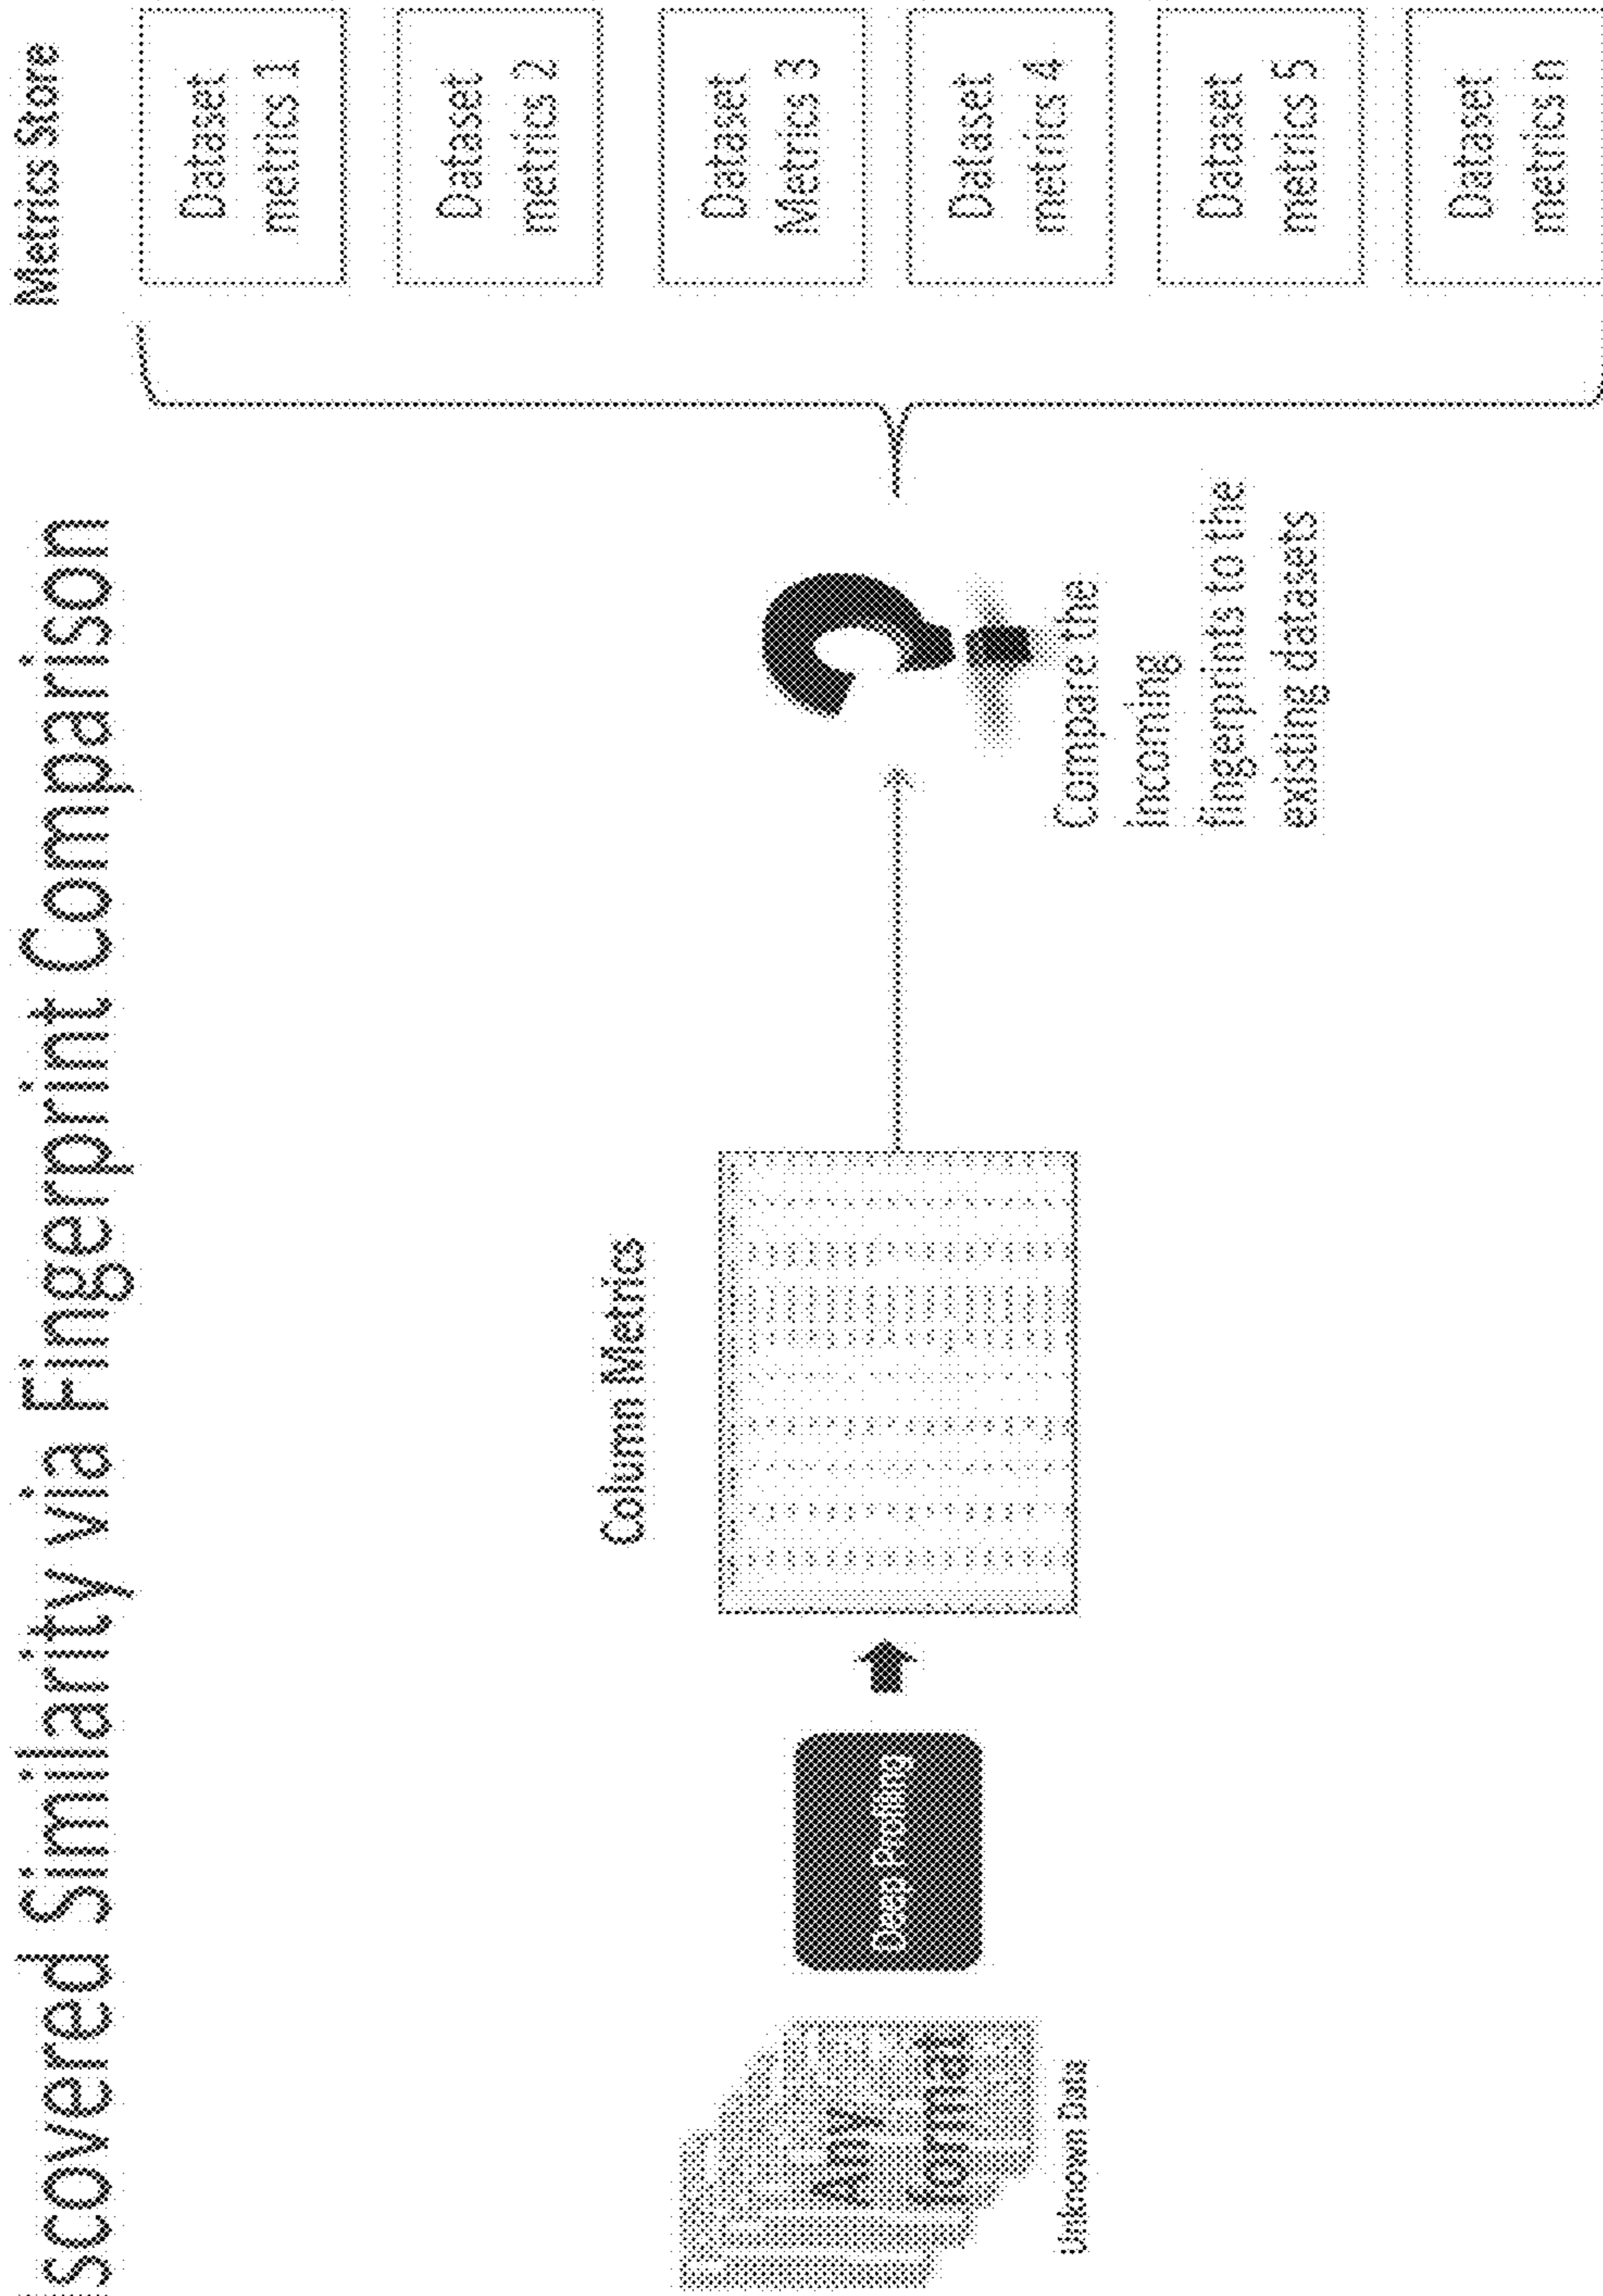 scovered Similarity via Fingerprint Comparison
Metrics Store
Column Metrics
Any
Format
Unknown Data
Deep Profiling
Compare the
incoming
fingerprints to the
existing datasets
Dataset
metrics 1
Dataset
metrics 2
Dataset
Metrics 3
Dataset
metrics 4
Dataset
metrics 5
Dataset
metrics n